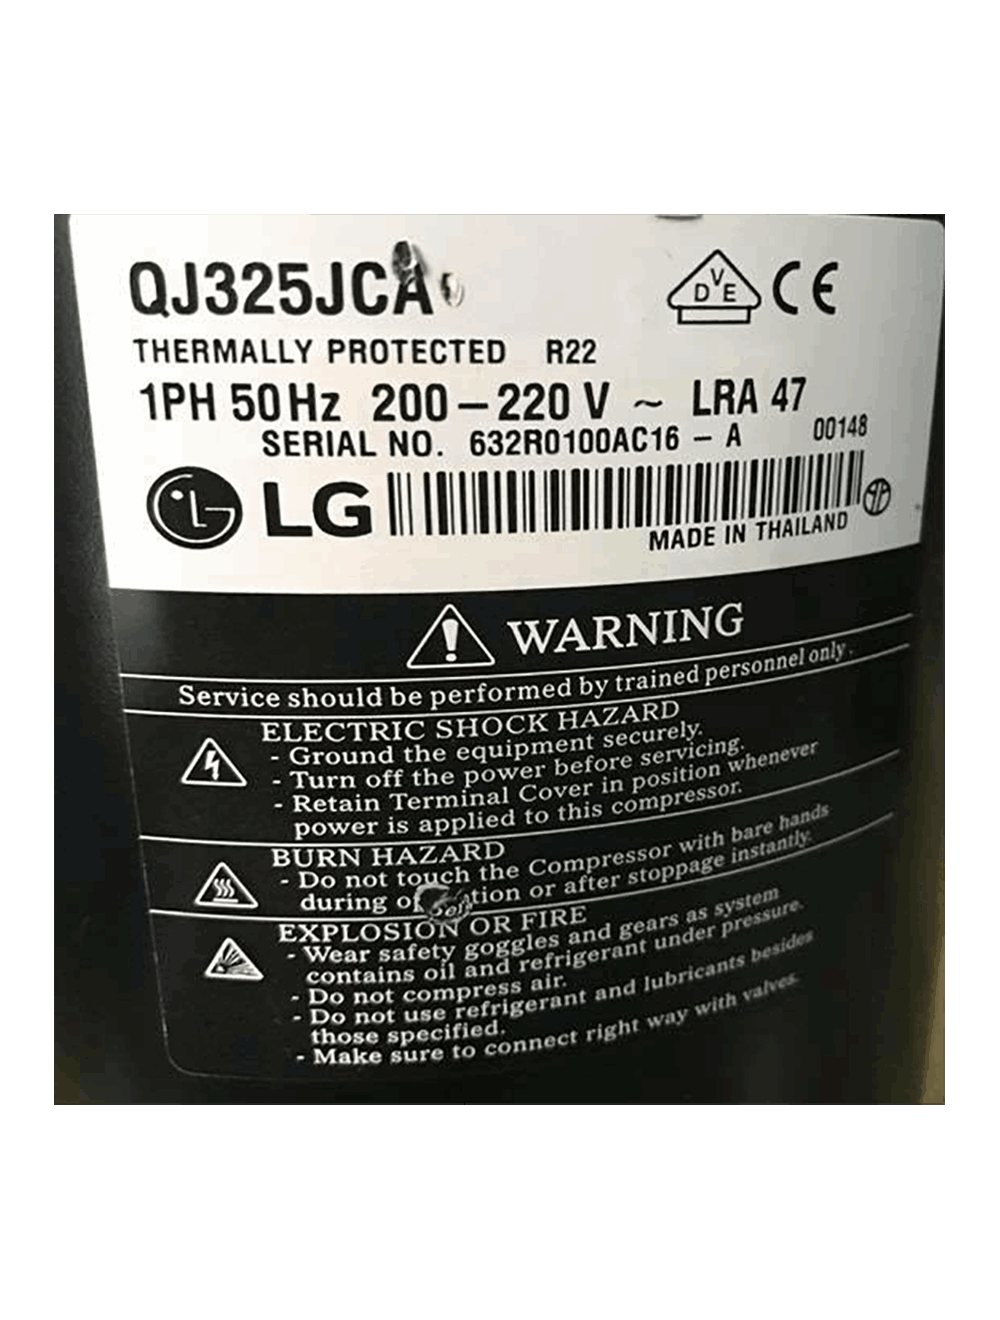 QJ325JCA
VDE CE
THERMALLY PROTECTED R22
1PH 50Hz 200-220 V ~ LRA 47
SERIAL NO. 632R0100AC16 - A 00148
LG
MADE IN THAILAND
WARNING
Service should be performed by trained personnel only.
ELECTRIC SHOCK HAZARD
- Ground the equipment securely.
- Turn off the power before servicing.
- Retain Terminal Cover in position whenever
power is applied to this compressor.
BURN HAZARD
- Do not touch the Compressor with bare hands
during or after stoppage instantly.
EXPLOSION OR FIRE
- Wear safety goggles and gears as system
contains oil and refrigerant under pressure.
- Do not compress air.
- Do not use refrigerant and lubricants besides
those specified.
- Make sure to connect right way with valves.